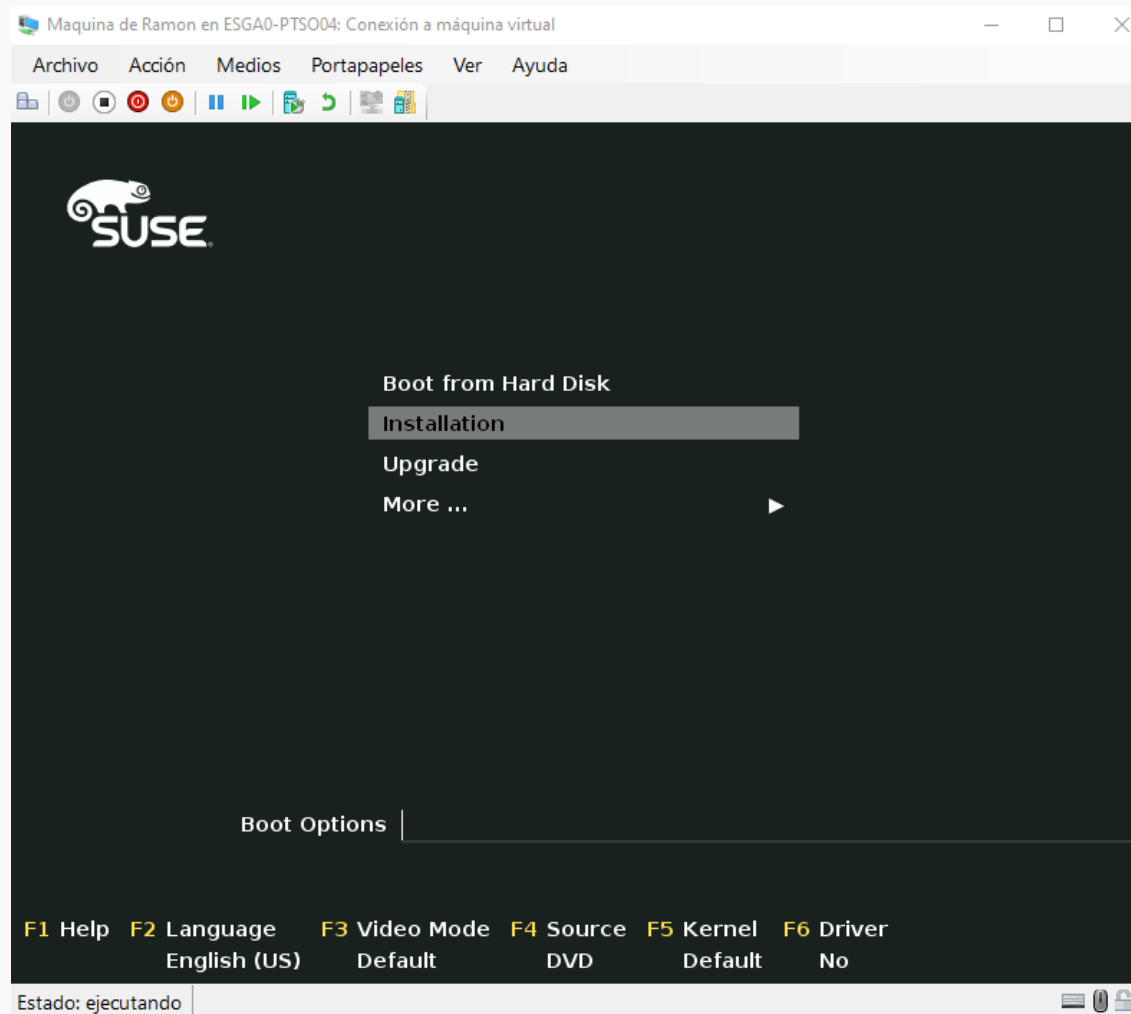 Maquina de Ramon en ESGA0-PTSO04: Conexión a máquina virtual
Archivo Acción Medios Portapapeles Ver Ayuda
SUSE
Boot from Hard Disk
Installation
Upgrade
More ...
Boot Options
F1 Help F2 Language F3 Video Mode F4 Source F5 Kernel F6 Driver
English (US) Default DVD Default No
Estado: ejecutando